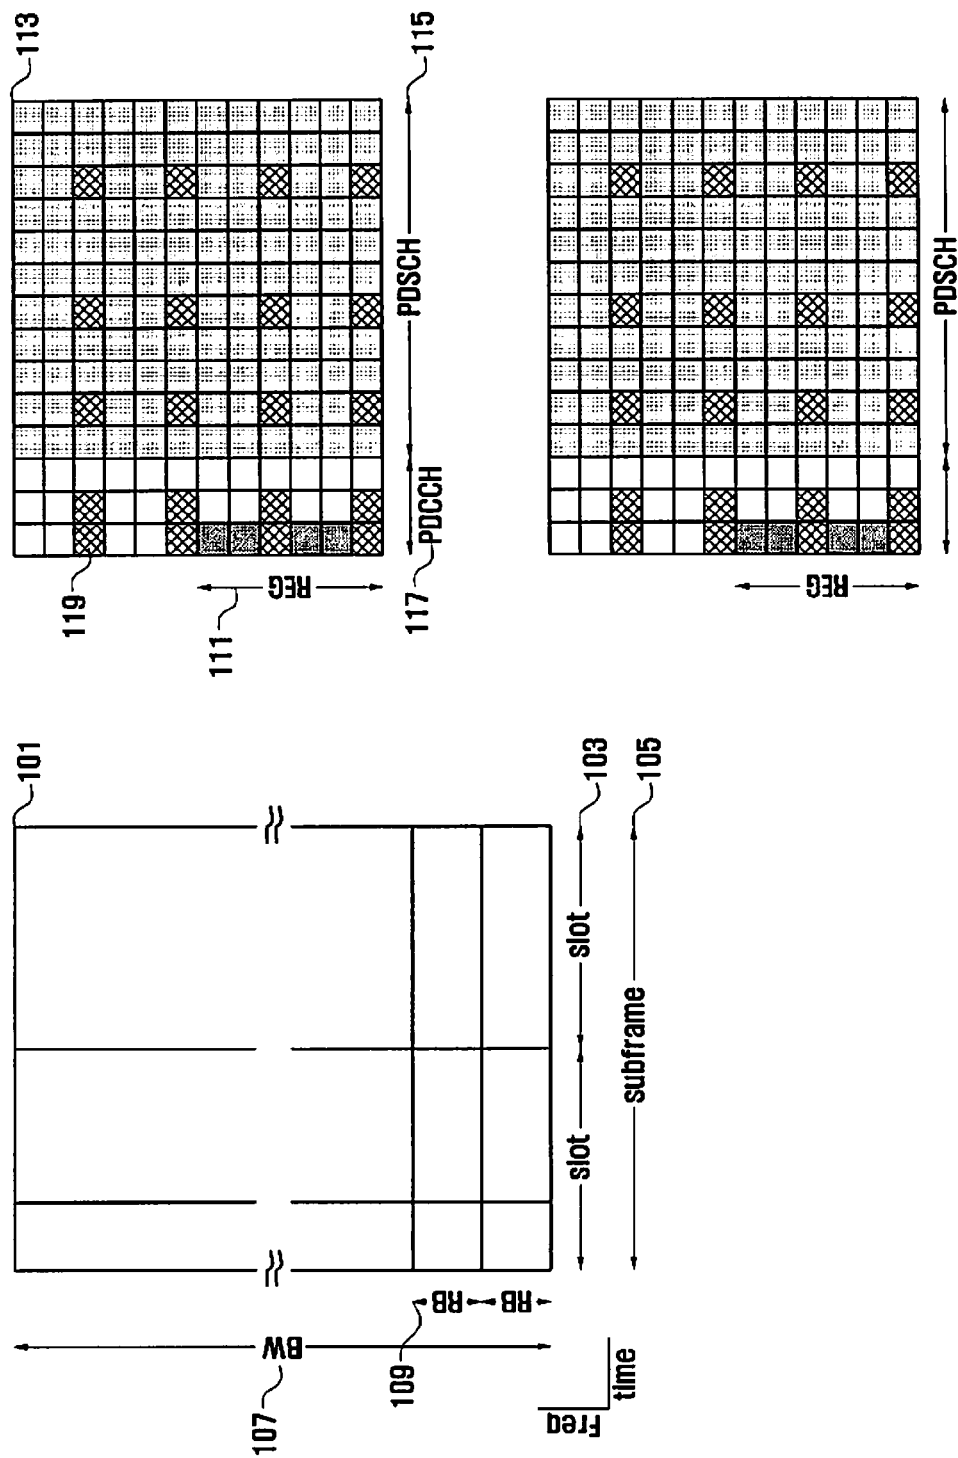 113
115
PDSCH
PDCCH
117
119
REG
111
PDSCH
REG
101
103
105
slot
slot
subframe
RB
RB
109
BW
107
Freq
time